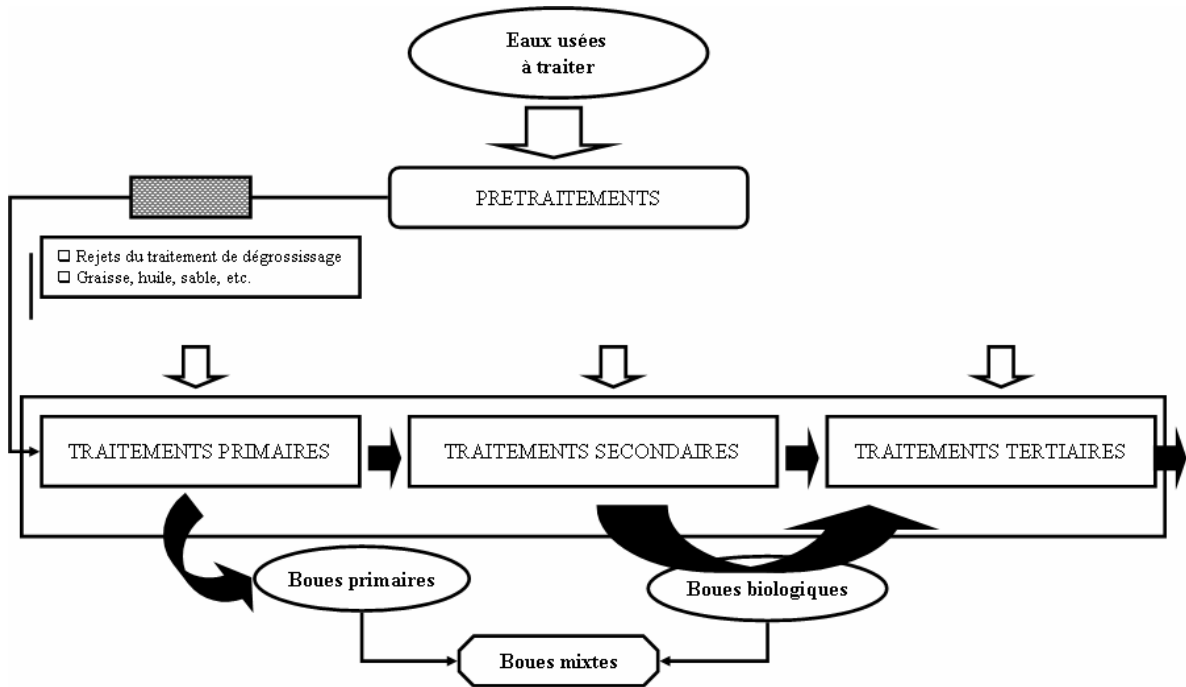 Eaux usées
à traiter
PRETRAITEMENTS
❑ Rejets du traitement de dégrossissage
❑ Graisse, huile, sable, etc.
TRAITEMENTS PRIMAIRES
TRAITEMENTS SECONDAIRES
TRAITEMENTS TERTIAIRES
Boues primaires
Boues biologiques
Boues mixtes